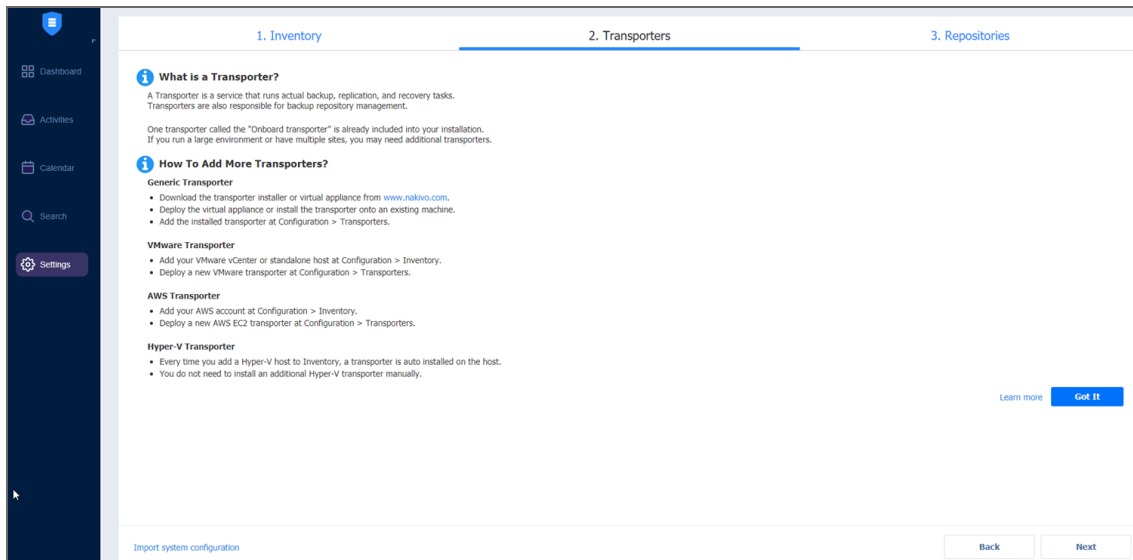 1. Inventory
2. Transporters
3. Repositories
Dashboard
Activities
Calendar
Search
Settings
What is a Transporter?
A Transporter is a service that runs actual backup, replication, and recovery tasks.
Transporters are also responsible for backup repository management.
One transporter called the "Onboard transporter" is already included into your installation.
If you run a large environment or have multiple sites, you may need additional transporters.
How To Add More Transporters?
Generic Transporter
• Download the transporter installer or virtual appliance from www.nakivo.com.
• Deploy the virtual appliance or install the transporter onto an existing machine.
• Add the installed transporter at Configuration > Transporters.
VMware Transporter
• Add your VMware vCenter or standalone host at Configuration > Inventory.
• Deploy a new VMware transporter at Configuration > Transporters.
AWS Transporter
• Add your AWS account at Configuration > Inventory.
• Deploy a new AWS EC2 transporter at Configuration > Transporters.
Hyper-V Transporter
• Every time you add a Hyper-V host to Inventory, a transporter is auto installed on the host.
• You do not need to install an additional Hyper-V transporter manually.
Learn more
Got It
Import system configuration
Back
Next